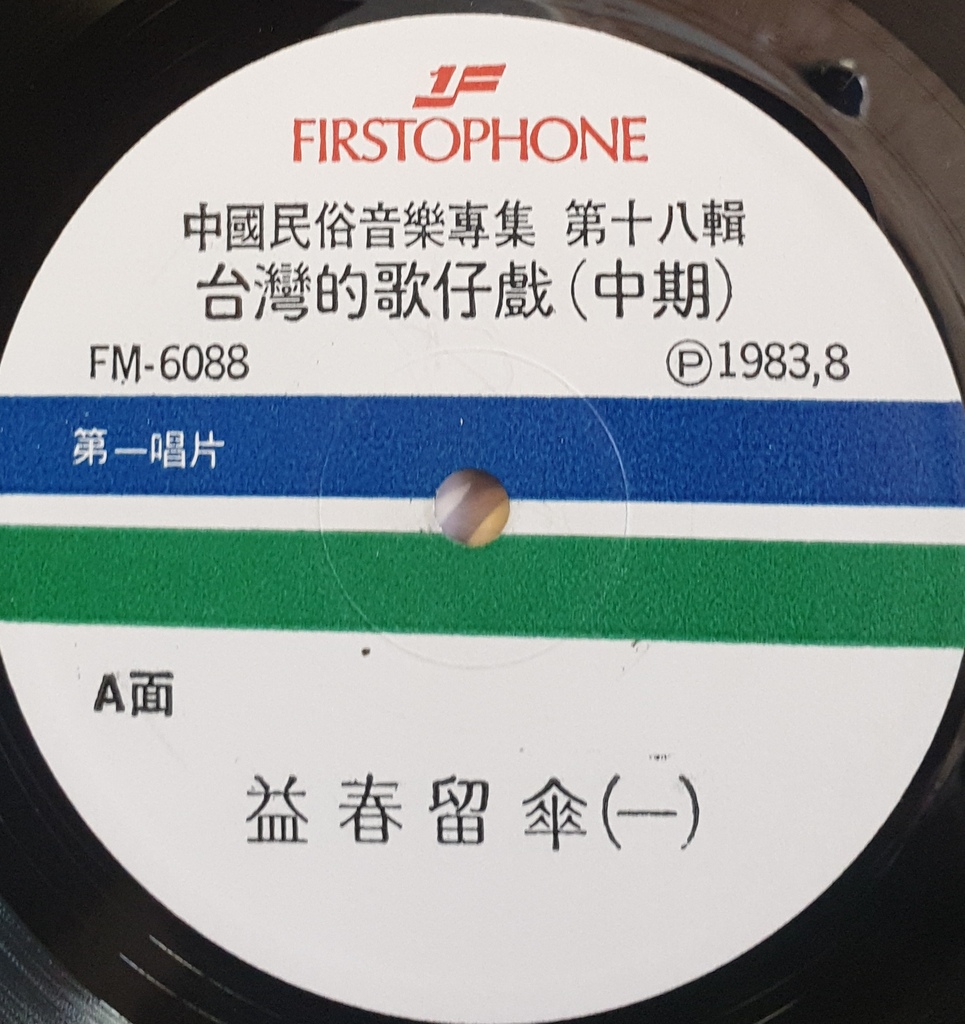 1F
FIRSTOPHONE
中國民俗音樂專集 第十八輯
台灣的歌仔戲(中期)
FM-6088 Ⓟ1983,8
第一唱片
A面
益春留傘(一)